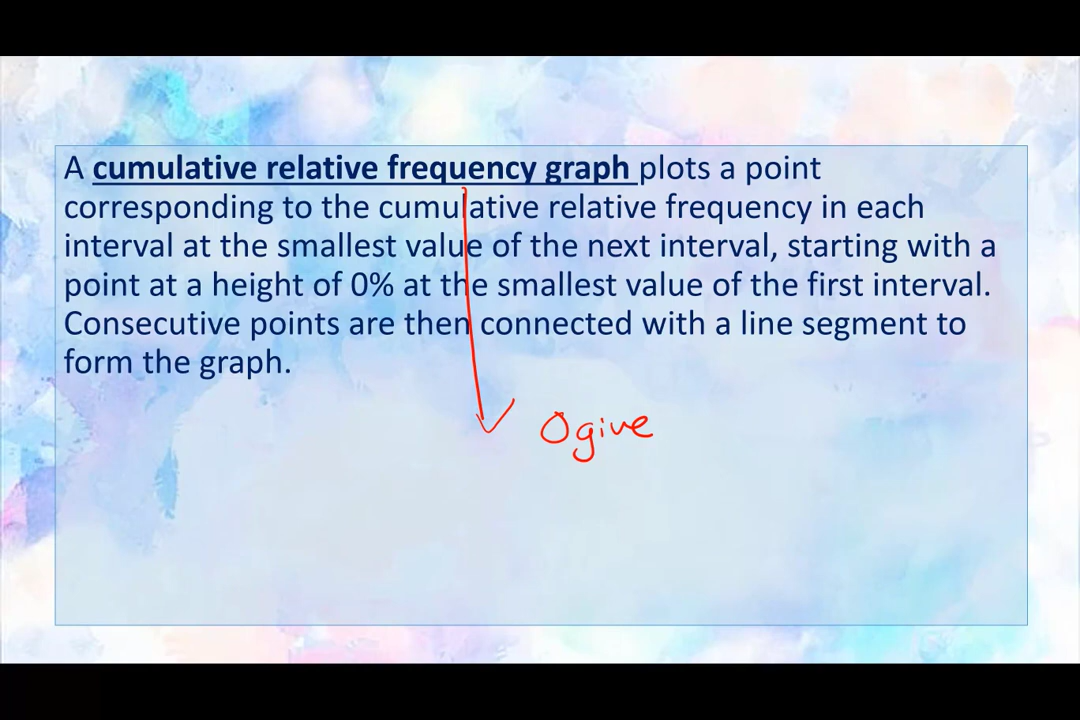 A cumulative relative frequency graph plots a point
corresponding to the cumulative relative frequency in each
interval at the smallest value of the next interval, starting with a
point at a height of 0% at the smallest value of the first interval.
Consecutive points are then connected with a line segment to
form the graph.
Ogive